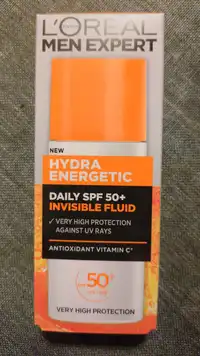 L'ORÉAL
MEN EXPERT
NEW
HYDRA
ENERGETIC
DAILY SPF 50+
INVISIBLE FLUID
✓ VERY HIGH PROTECTION
AGAINST UV RAYS
ANTIOXIDANT VITAMIN C*
50+
VERY HIGH PROTECTION